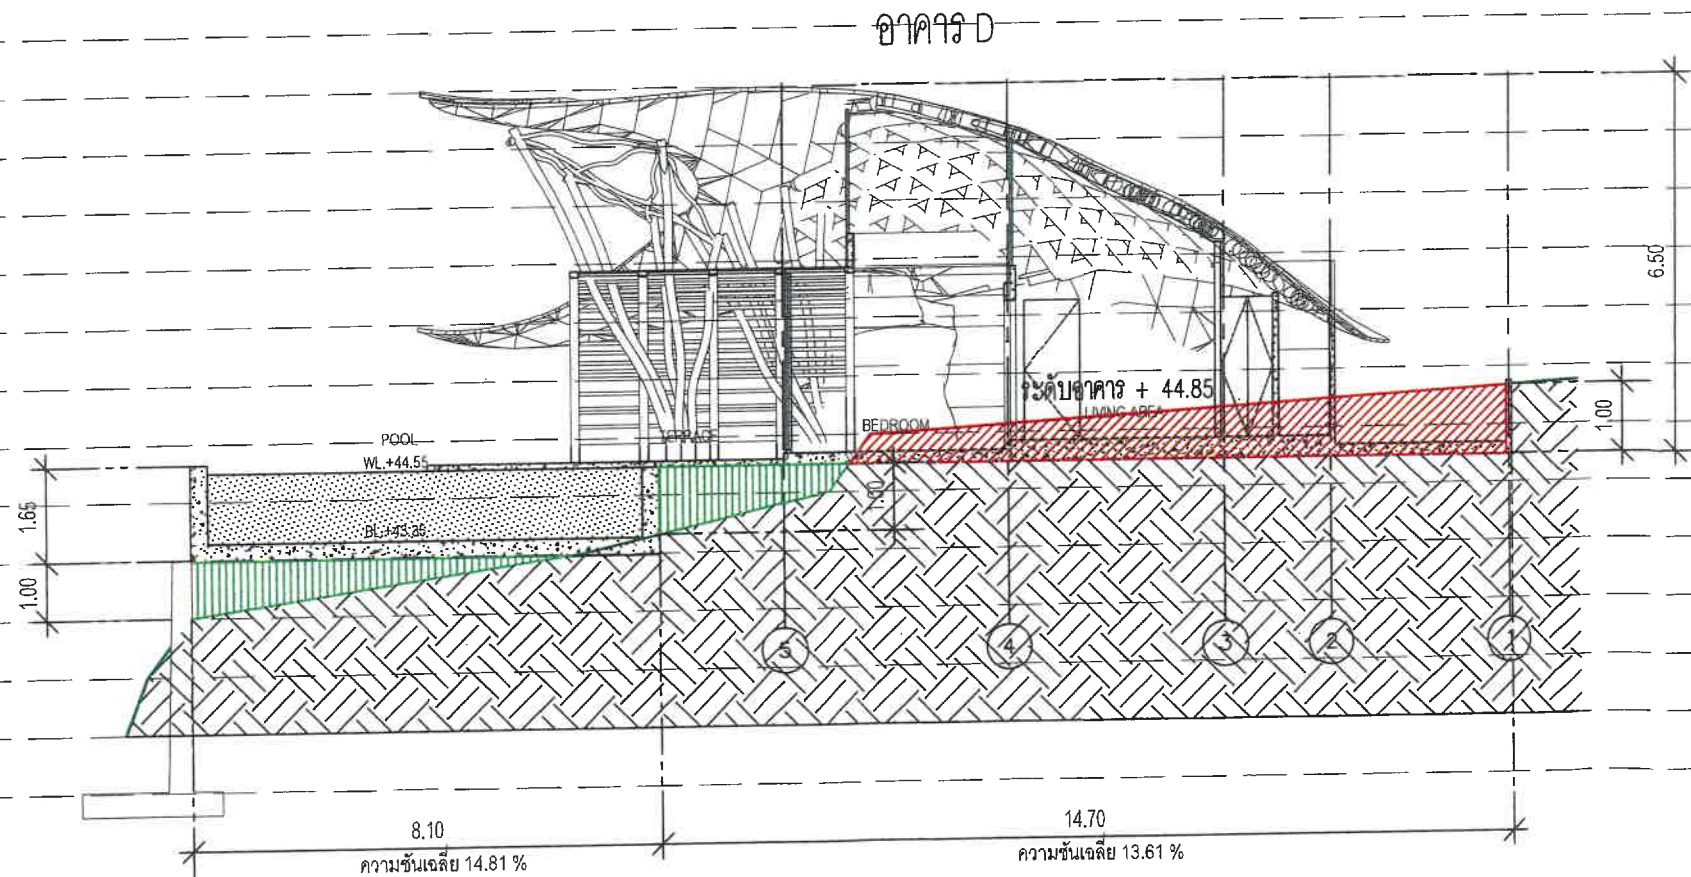 อาคาร D
6.50
ระดับอาคาร + 44.85
LIVING AREA
1.00
BEDROOM
POOL
TERRACE
WL.+44.55
1.65
1.00
BL.+43.35
1.00
5
4
3
2
1
8.10
14.70
ความชันเฉลี่ย 14.81 %
ความชันเฉลี่ย 13.61 %